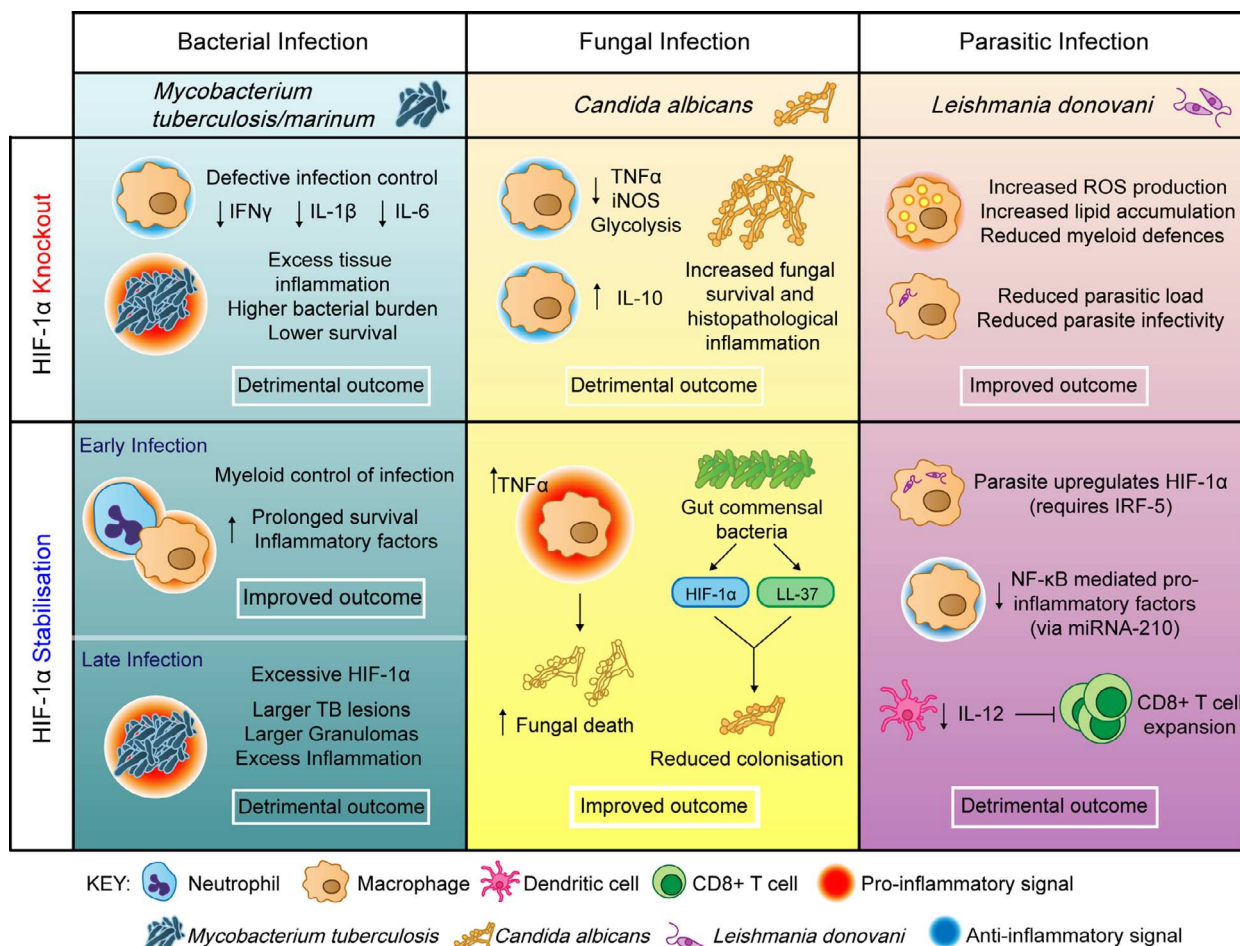 Bacterial Infection
Fungal Infection
Parasitic Infection
Mycobacterium
tuberculosis/marinum
Candida albicans
Leishmania donovani
HIF-1α Knockout
Defective infection control
↓ IFNγ ↓ IL-1β ↓ IL-6
Excess tissue
inflammation
Higher bacterial burden
Lower survival
Detrimental outcome
↓ TNFα
iNOS
Glycolysis
↑ IL-10
Increased fungal
survival and
histopathological
inflammation
Detrimental outcome
Increased ROS production
Increased lipid accumulation
Reduced myeloid defences
Reduced parasitic load
Reduced parasite infectivity
Improved outcome
HIF-1α Stabilisation
Early Infection
Myeloid control of infection
↑ Prolonged survival
Inflammatory factors
Improved outcome
Late Infection
Excessive HIF-1α
Larger TB lesions
Larger Granulomas
Excess Inflammation
Detrimental outcome
↑TNFα
↑ Fungal death
Gut commensal
bacteria
HIF-1α
LL-37
Reduced colonisation
Improved outcome
Parasite upregulates HIF-1α
(requires IRF-5)
↓ NF-κB mediated pro-
inflammatory factors
(via miRNA-210)
↓ IL-12
CD8+ T cell
expansion
Detrimental outcome
KEY: Neutrophil Macrophage Dendritic cell CD8+ T cell Pro-inflammatory signal
Mycobacterium tuberculosis Candida albicans Leishmania donovani Anti-inflammatory signal